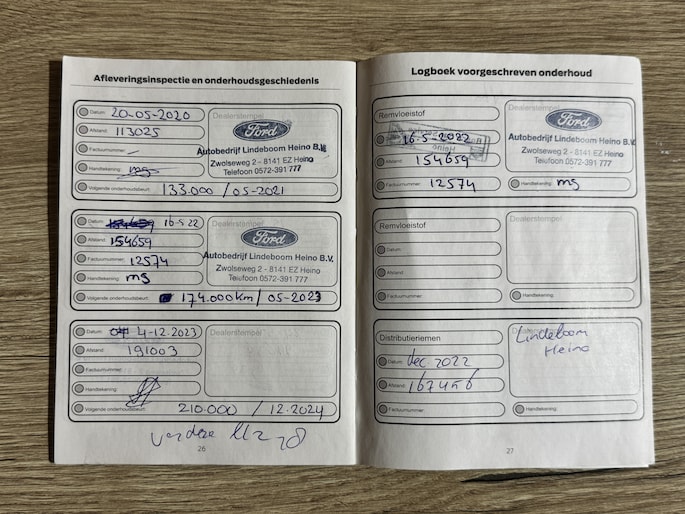 Afleveringsinspectie en onderhoudsgeschiedenis
Datum: 20-05-2020
Afstand: 113025
Factuurnummer: –
Handtekening:
Volgende onderhoudsbeurt: 133.000 / 05-2021
Dealerstempel
Ford
Autobedrijf Lindeboom Heino B.V.
Zwolseweg 2 - 8141 EZ Heino
Telefoon 0572-391 777
Datum: 16-5-22
Afstand: 154659
Factuurnummer: 12574
Handtekening: ms
Volgende onderhoudsbeurt: 174.000km / 05-2023
Dealerstempel
Ford
Autobedrijf Lindeboom Heino B.V.
Zwolseweg 2 - 8141 EZ Heino
Telefoon 0572-391 777
Datum: 4-12-2023
Afstand: 191003
Factuurnummer:
Handtekening:
Volgende onderhoudsbeurt: 210.000 / 12-2024
Dealerstempel
26
Logboek voorgeschreven onderhoud
Remvloeistof
Datum: 16-5-2022
Afstand: 154659
Factuurnummer: 12574
Ford
Autobedrijf Lindeboom Heino B.V.
Zwolseweg 2 - 8141 EZ Heino
Telefoon 0572-391 777
Handtekening: ms
Remvloeistof
Datum:
Afstand:
Factuurnummer:
Dealerstempel
Handtekening:
Distributieriemen
Datum: dec 2022
Afstand: 167456
Factuurnummer:
Dealerstempel
Lindeboom
Heino
Handtekening:
27